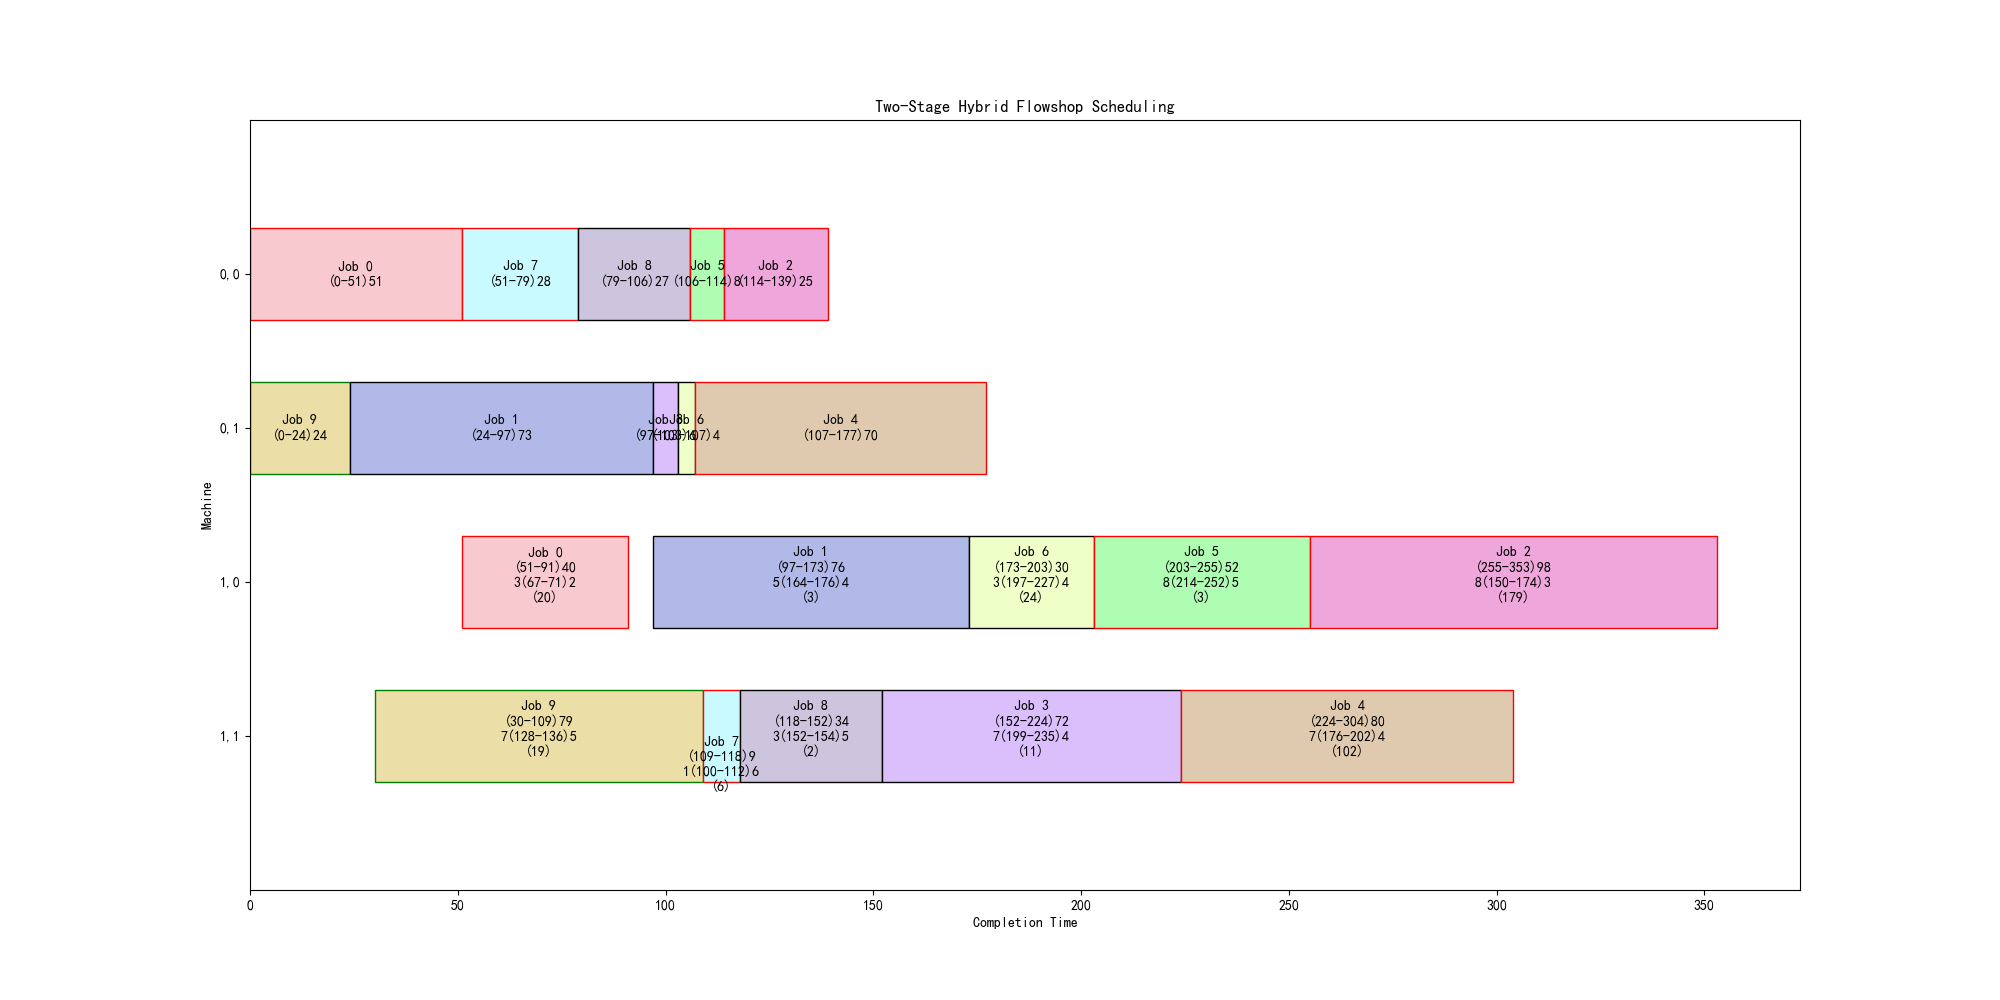 Two-Stage Hybrid Flowshop Scheduling
Machine
0,0
Job 0
(0-51)51
Job 7
(51-79)28
Job 8
(79-106)27
Job 5
(106-114)8
Job 2
(114-139)25
0,1
Job 9
(0-24)24
Job 1
(24-97)73
Job
Job 6
(103-107)4
Job 4
(107-177)70
1,0
Job 0
(51-91)40
3(67-71)2
(20)
Job 1
(97-173)76
5(164-176)4
(3)
Job 6
(173-203)30
3(197-227)4
(24)
Job 5
(203-255)52
8(214-252)5
(3)
Job 2
(255-353)98
8(150-174)3
(179)
1,1
Job 9
(30-109)79
7(128-136)5
(19)
Job 7
(109-118)9
1(100-112)6
(6)
Job 8
(118-152)34
3(152-154)5
(2)
Job 3
(152-224)72
7(199-235)4
(11)
Job 4
(224-304)80
7(176-202)4
(102)
0 50 100 150 200 250 300 350
Completion Time